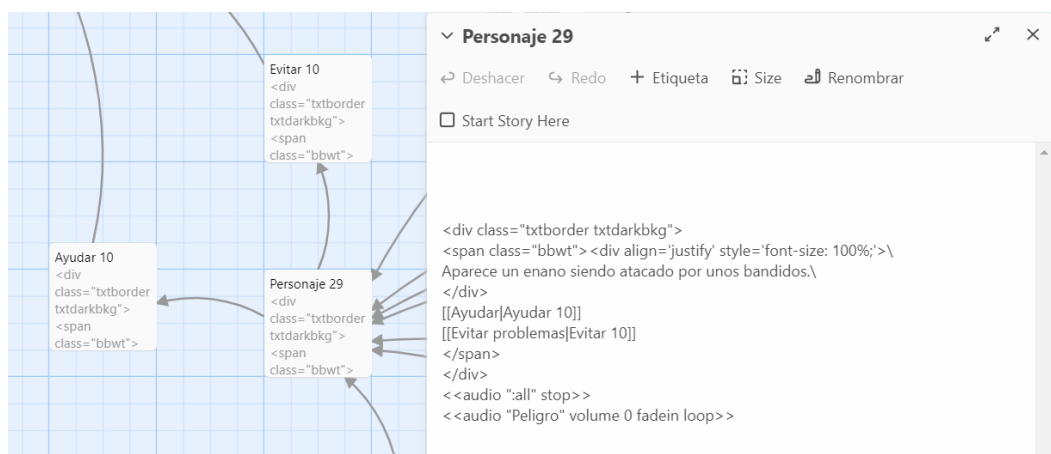 Evitar 10
<div
class="txtborder
txtdarkbkg">
<span
class="bbwt">
Ayudar 10
<div
class="txtborder
txtdarkbkg">
<span
class="bbwt">
Personaje 29
<div
class="txtborder
txtdarkbkg">
<span
class="bbwt">
Personaje 29
Deshacer Redo + Etiqueta Size Renombrar
Start Story Here
<div class="txtborder txtdarkbkg">
<span class="bbwt"><div align='justify' style='font-size: 100%;'>\
Aparece un enano siendo atacado por unos bandidos.\
</div>
[[Ayudar|Ayudar 10]]
[[Evitar problemas|Evitar 10]]
</span>
</div>
<<audio ":all" stop>>
<<audio "Peligro" volume 0 fadein loop>>